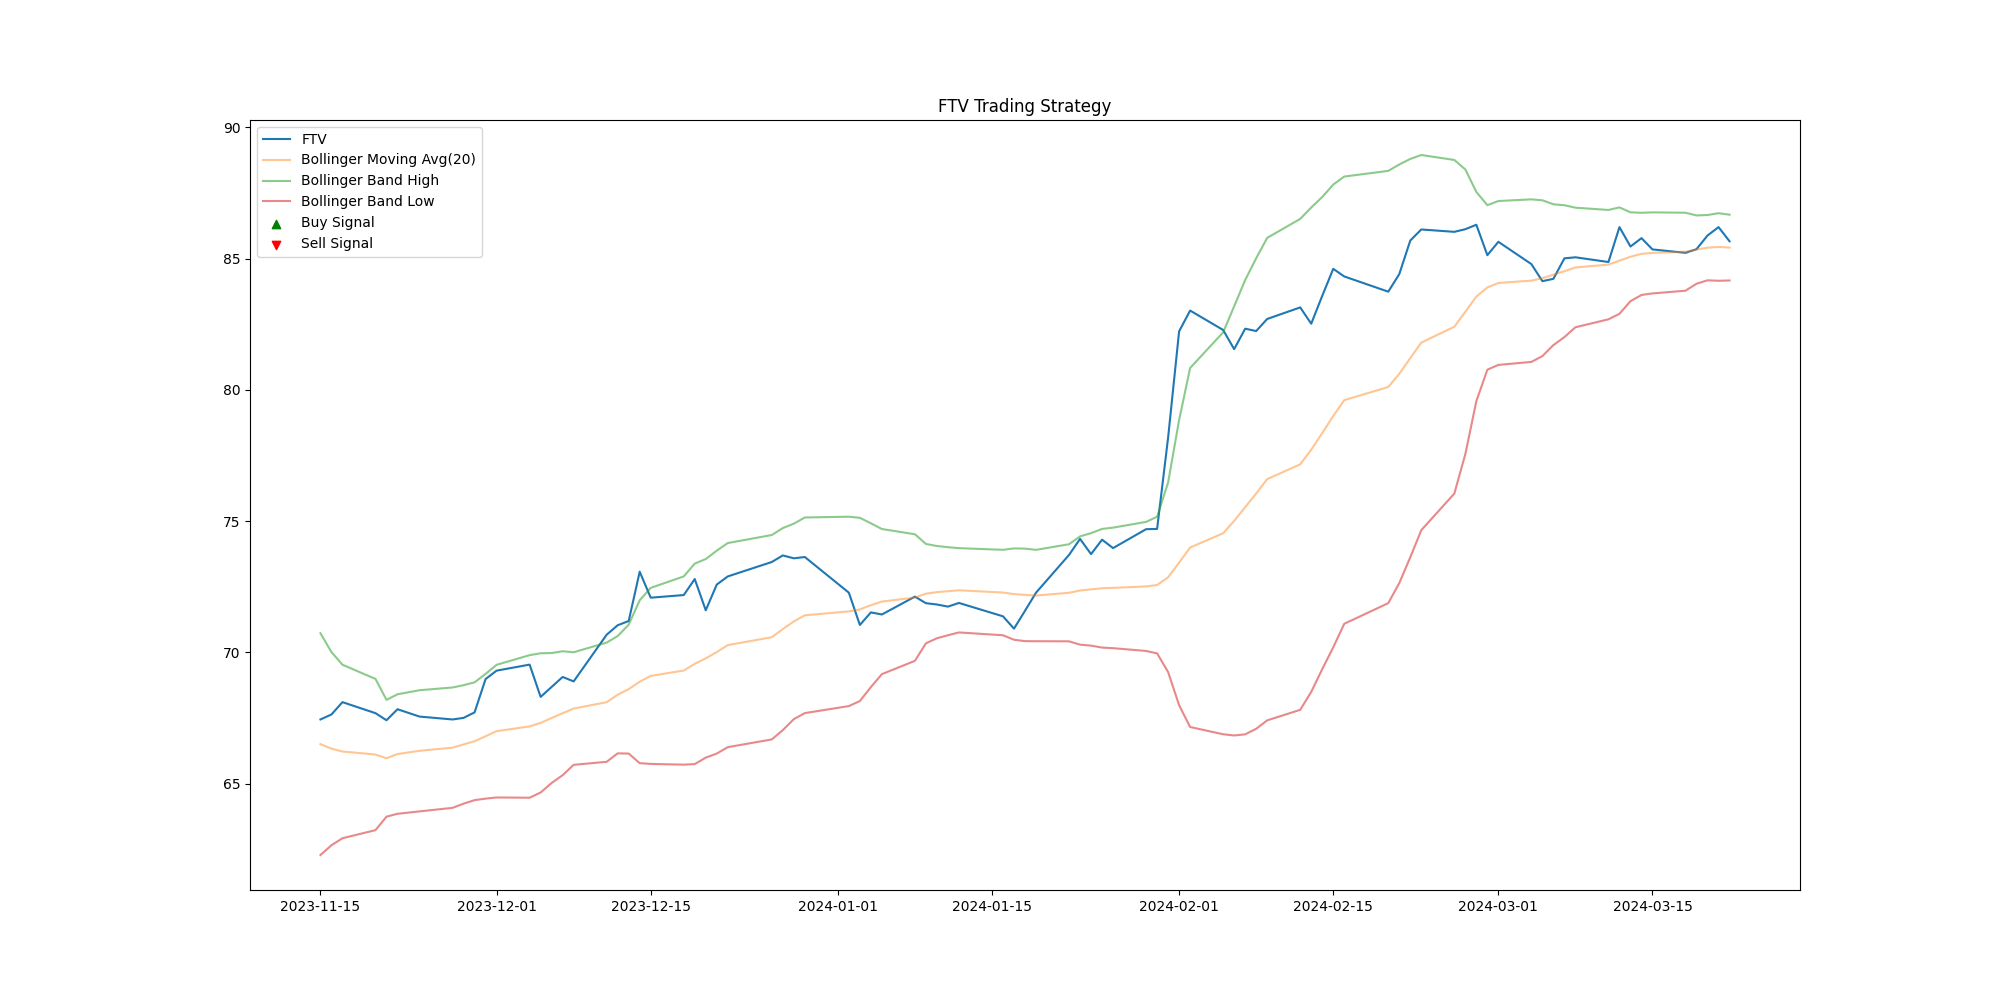 FTV Trading Strategy
90
85
80
75
70
65
FTV
Bollinger Moving Avg(20)
Bollinger Band High
Bollinger Band Low
Buy Signal
Sell Signal
2023-11-15
2023-12-01
2023-12-15
2024-01-01
2024-01-15
2024-02-01
2024-02-15
2024-03-01
2024-03-15